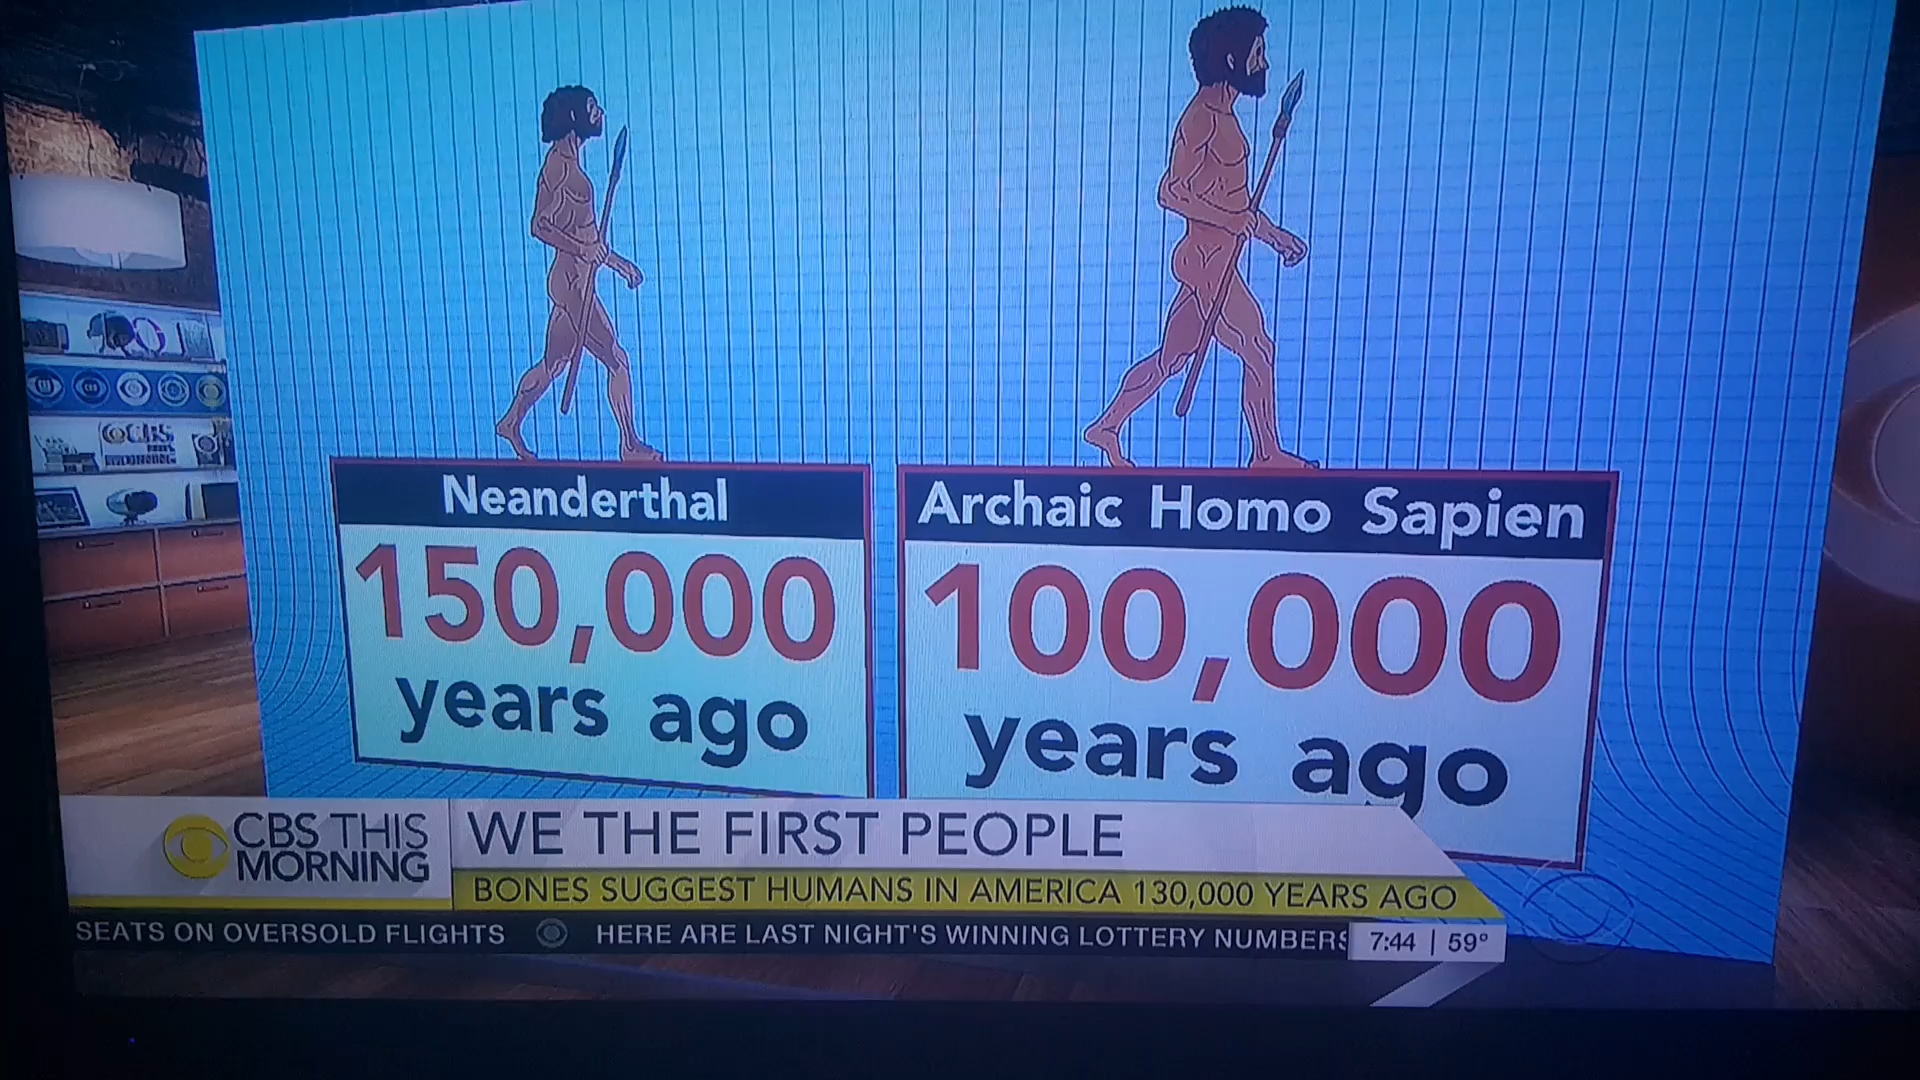 Neanderthal
150,000
years ago
Archaic Homo Sapien
100,000
years ago
CBS THIS
MORNING
WE THE FIRST PEOPLE
BONES SUGGEST HUMANS IN AMERICA 130,000 YEARS AGO
SEATS ON OVERSOLD FLIGHTS HERE ARE LAST NIGHT'S WINNING LOTTERY NUMBERS
7:44 | 59°
CBS